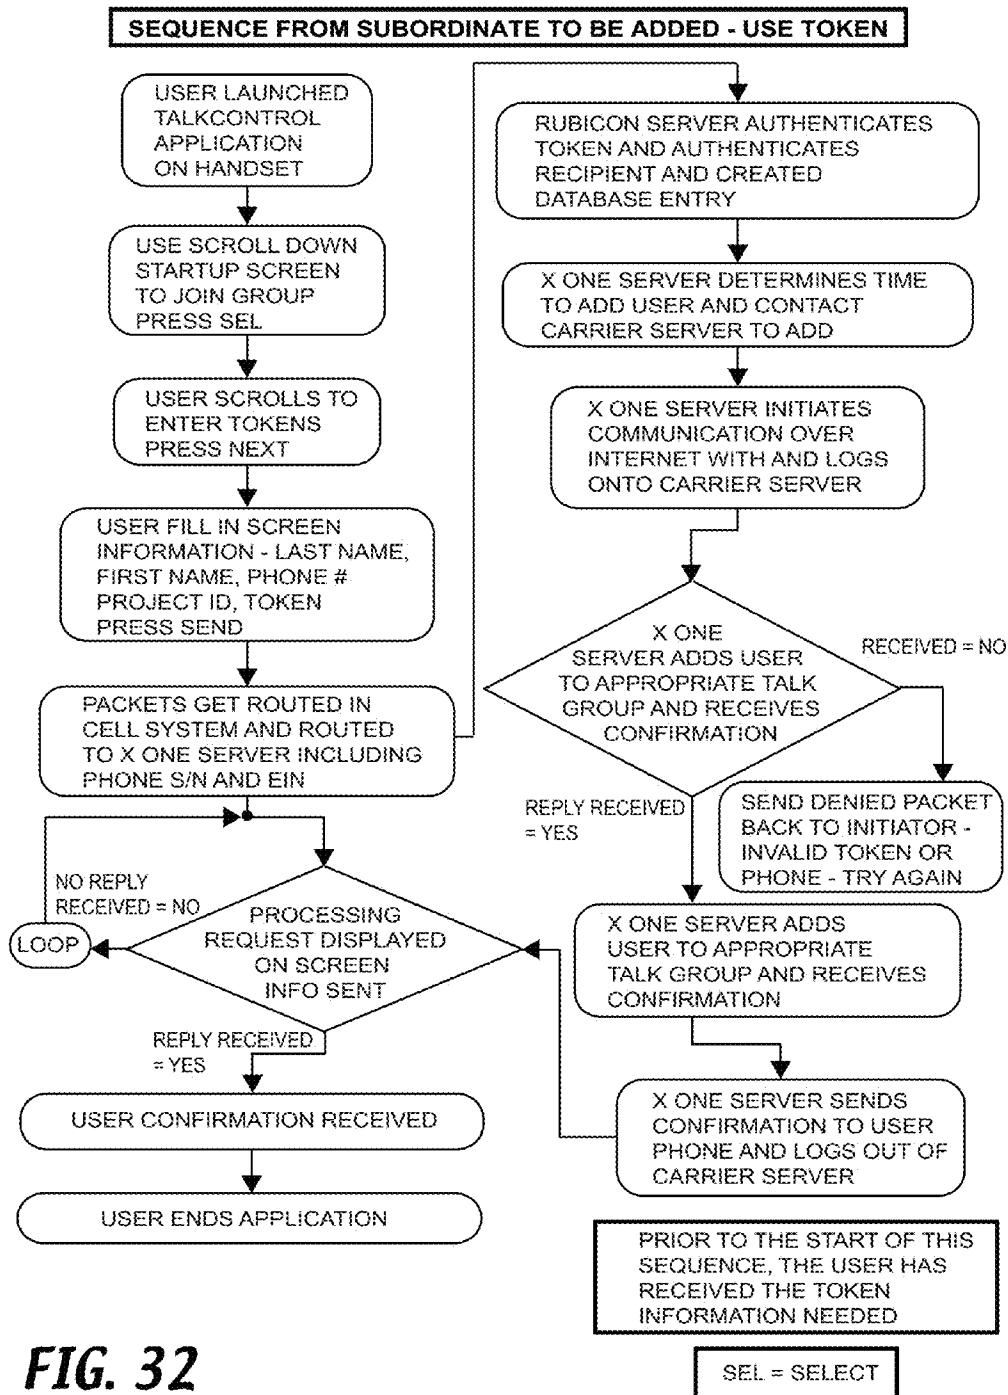 SEQUENCE FROM SUBORDINATE TO BE ADDED - USE TOKEN
USER LAUNCHED
TALKCONTROL
APPLICATION
ON HANDSET
USE SCROLL DOWN
STARTUP SCREEN
TO JOIN GROUP
PRESS SEL
USER SCROLLS TO
ENTER TOKENS
PRESS NEXT
USER FILL IN SCREEN
INFORMATION - LAST NAME,
FIRST NAME, PHONE #
PROJECT ID, TOKEN
PRESS SEND
PACKETS GET ROUTED IN
CELL SYSTEM AND ROUTED
TO X ONE SERVER INCLUDING
PHONE S/N AND EIN
NO REPLY
RECEIVED = NO
LOOP
PROCESSING
REQUEST DISPLAYED
ON SCREEN
INFO SENT
REPLY RECEIVED
= YES
USER CONFIRMATION RECEIVED
USER ENDS APPLICATION
RUBICON SERVER AUTHENTICATES
TOKEN AND AUTHENTICATES
RECIPIENT AND CREATED
DATABASE ENTRY
X ONE SERVER DETERMINES TIME
TO ADD USER AND CONTACT
CARRIER SERVER TO ADD
X ONE SERVER INITIATES
COMMUNICATION OVER
INTERNET WITH AND LOGS
ONTO CARRIER SERVER
X ONE
SERVER ADDS USER
TO APPROPRIATE TALK
GROUP AND RECEIVES
CONFIRMATION
RECEIVED = NO
REPLY RECEIVED
= YES
SEND DENIED PACKET
BACK TO INITIATOR -
INVALID TOKEN OR
PHONE - TRY AGAIN
X ONE SERVER ADDS
USER TO APPROPRIATE
TALK GROUP AND RECEIVES
CONFIRMATION
X ONE SERVER SENDS
CONFIRMATION TO USER
PHONE AND LOGS OUT OF
CARRIER SERVER
PRIOR TO THE START OF THIS
SEQUENCE, THE USER HAS
RECEIVED THE TOKEN
INFORMATION NEEDED
SEL = SELECT
FIG. 32